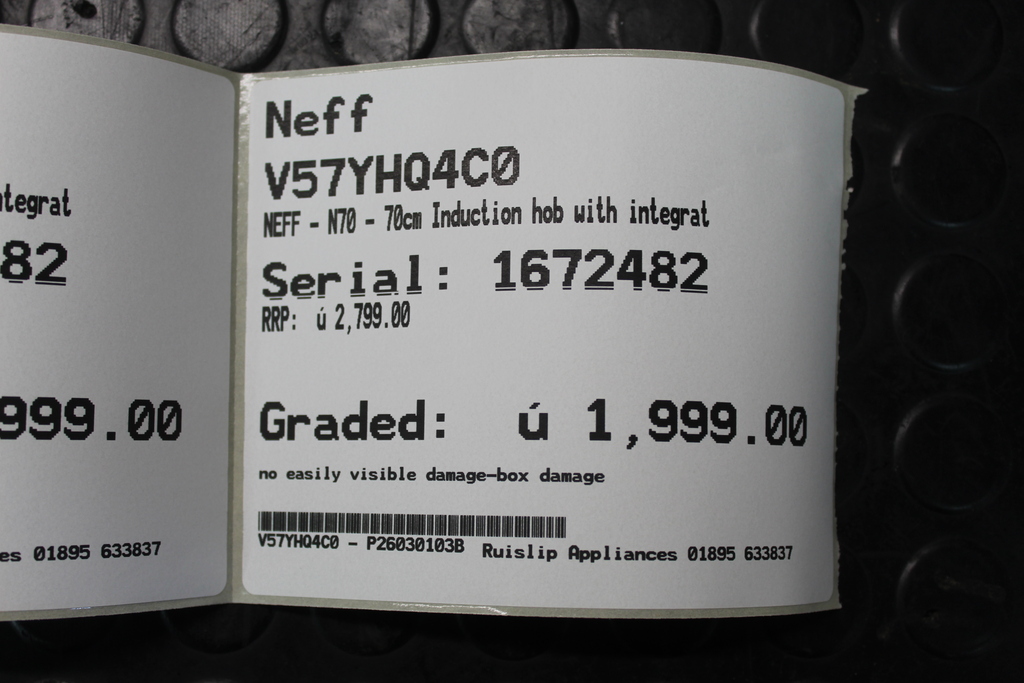 ntegrat
82
999.00
es 01895 633837
Neff
V57YHQ4C0
NEFF - N70 - 70cm Induction hob with integrat
Serial: 1672482
RRP: ú 2,799.00
Graded: ú 1,999.00
no easily visible damage-box damage
V57YHQ4C0 - P26030103B Ruislip Appliances 01895 633837